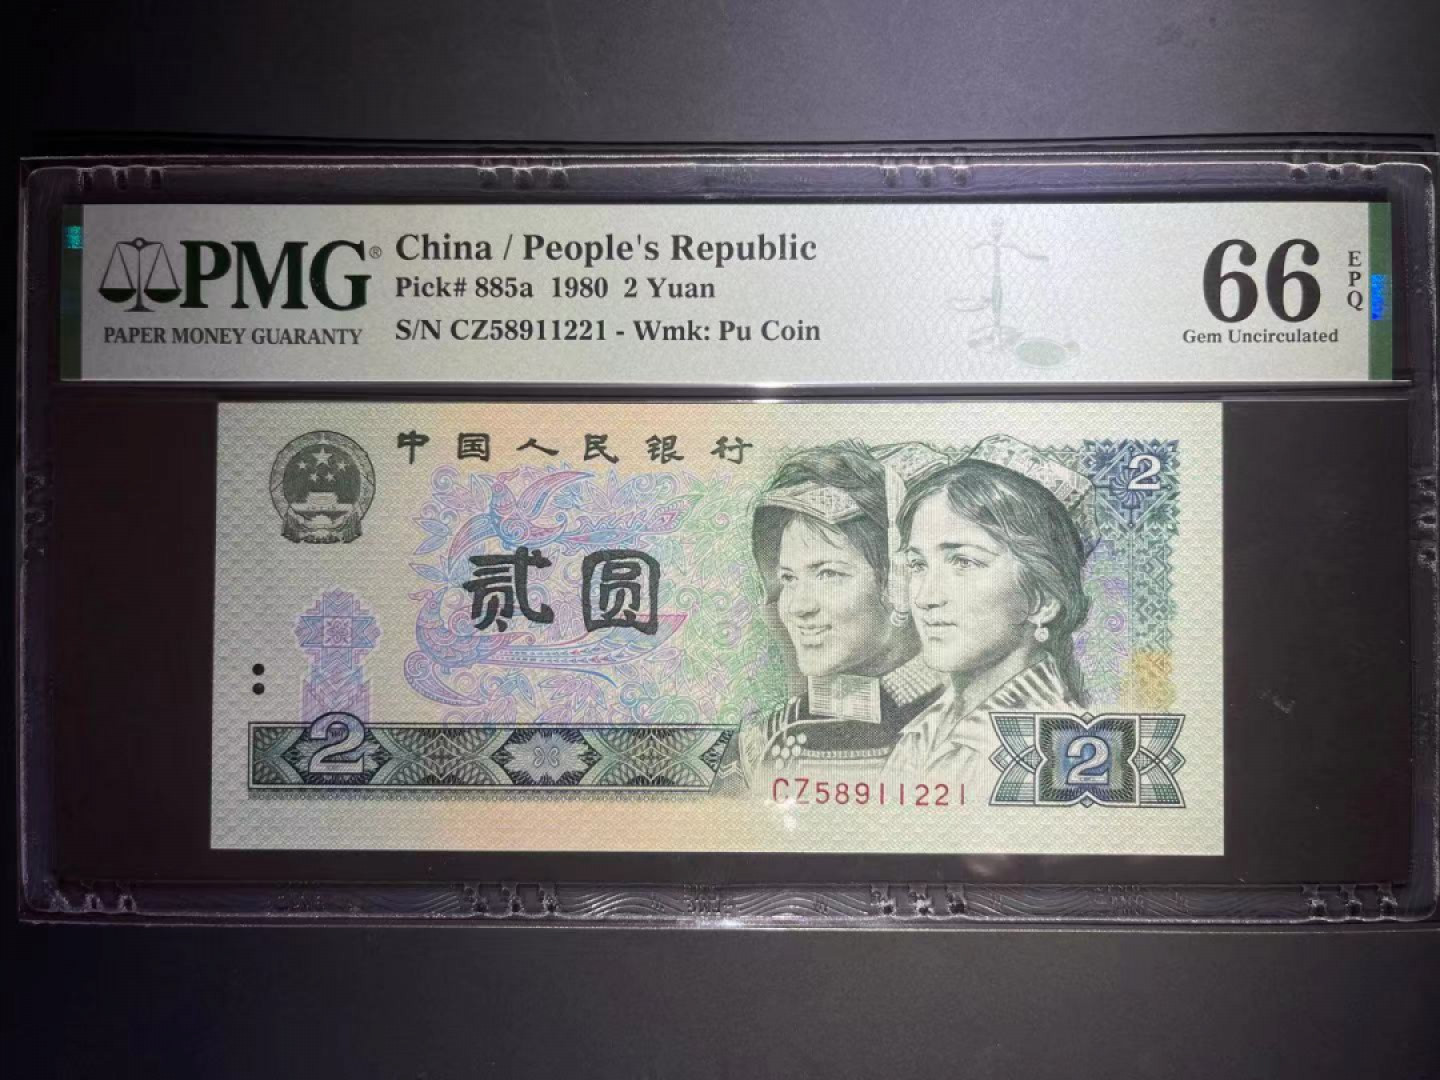 PMG®
PAPER MONEY GUARANTY
China / People's Republic
Pick# 885a 1980 2 Yuan
S/N CZ58911221 - Wmk: Pu Coin
66
EPQ
Gem Uncirculated
中国人民银行
2
贰圆
2
2
CZ58911221